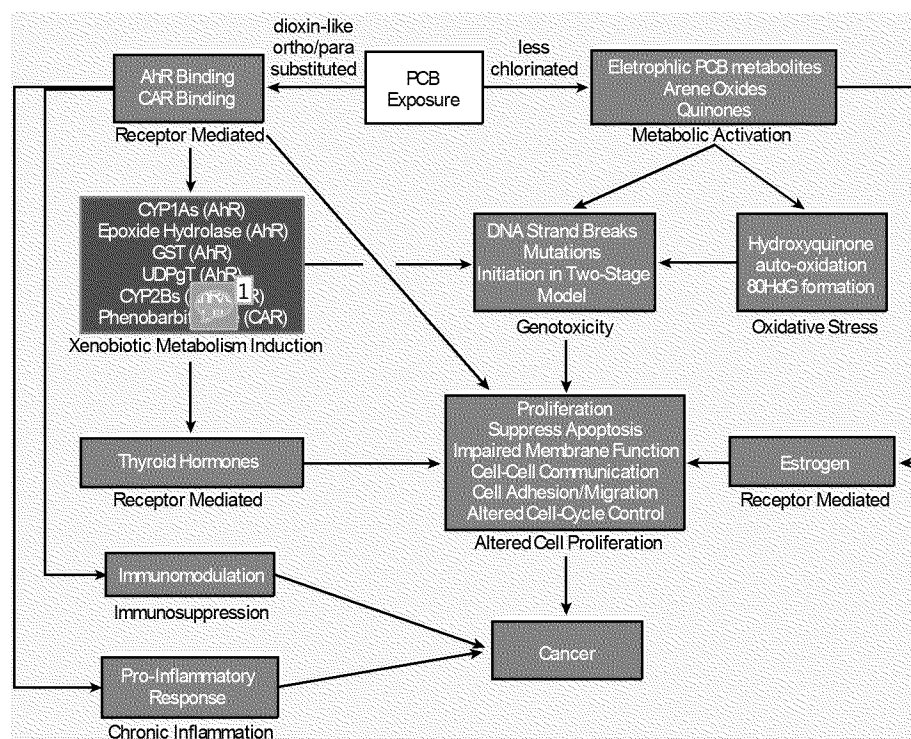 dioxin-like
ortho/para
substituted
less
chlorinated
PCB
Exposure
AhR Binding
CAR Binding
Receptor Mediated
Eletrophlic PCB metabolites
Arene Oxides
Quinones
Metabolic Activation
CYP1As (AhR)
Epoxide Hydrolase (AhR)
GST (AhR)
UDPgT (AhR)
CYP2Bs
1
(CAR)
Xenobiotic Metabolism Induction
DNA Strand Breaks
Mutations
Initiation in Two-Stage
Model
Genotoxicity
Hydroxyquinone
auto-oxidation
80HdG formation
Oxidative Stress
Thyroid Hormones
Receptor Mediated
Proliferation
Suppress Apoptosis
Impaired Membrane Function
Cell-Cell Communication
Cell Adhesion/Migration
Altered Cell-Cycle Control
Altered Cell Proliferation
Estrogen
Receptor Mediated
Immunomodulation
Immunosuppression
Cancer
Pro-Inflammatory
Response
Chronic Inflammation